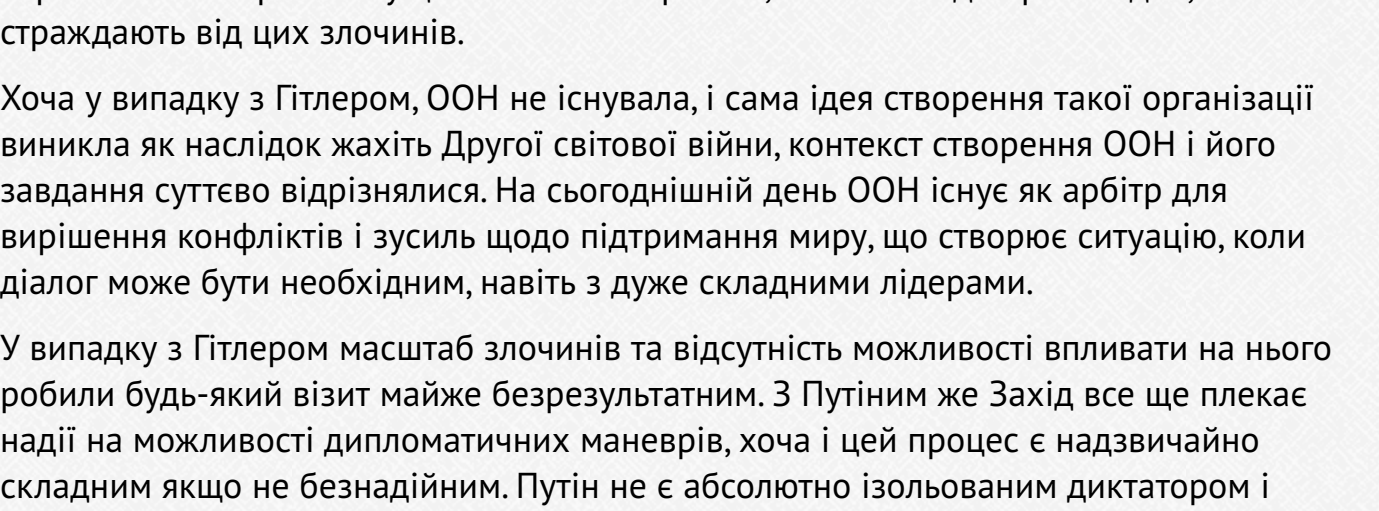 страждають від цих злочинів.
Хоча у випадку з Гітлером, ООН не існувала, і сама ідея створення такої організації
виникла як наслідок жахіть Другої світової війни, контекст створення ООН і його
завдання суттєво відрізнялися. На сьогоднішній день ООН існує як арбітр для
вирішення конфліктів і зусиль щодо підтримання миру, що створює ситуацію, коли
діалог може бути необхідним, навіть з дуже складними лідерами.
У випадку з Гітлером масштаб злочинів та відсутність можливості впливати на нього
робили будь-який візит майже безрезультатним. З Путіним же Захід все ще плекає
надії на можливості дипломатичних маневрів, хоча і цей процес є надзвичайно
складним якщо не безнадійним. Путін не є абсолютно ізольованим диктатором і